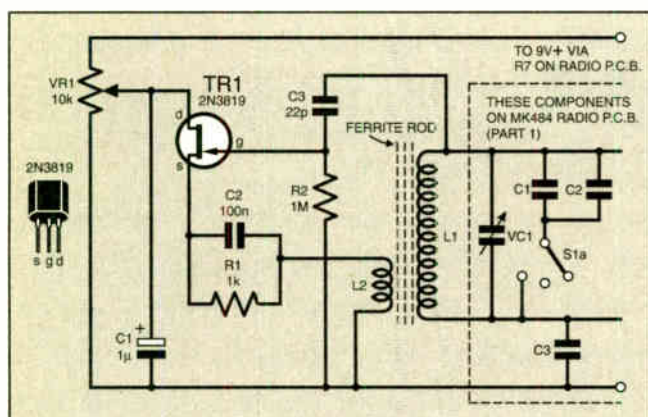 TO 9V+ VIA
R7 ON RADIO P.C.B.
VR1
10k
TR1
2N3819
d
g
s
C3
22p
FERRITE ROD
THESE COMPONENTS
ON MK484 RADIO P.C.B.
(PART 1)
2N3819
s g d
C2
100n
R2
1M
R1
1k
L2
L1
VC1
C1
C2
S1a
C1
1µ
+
C3